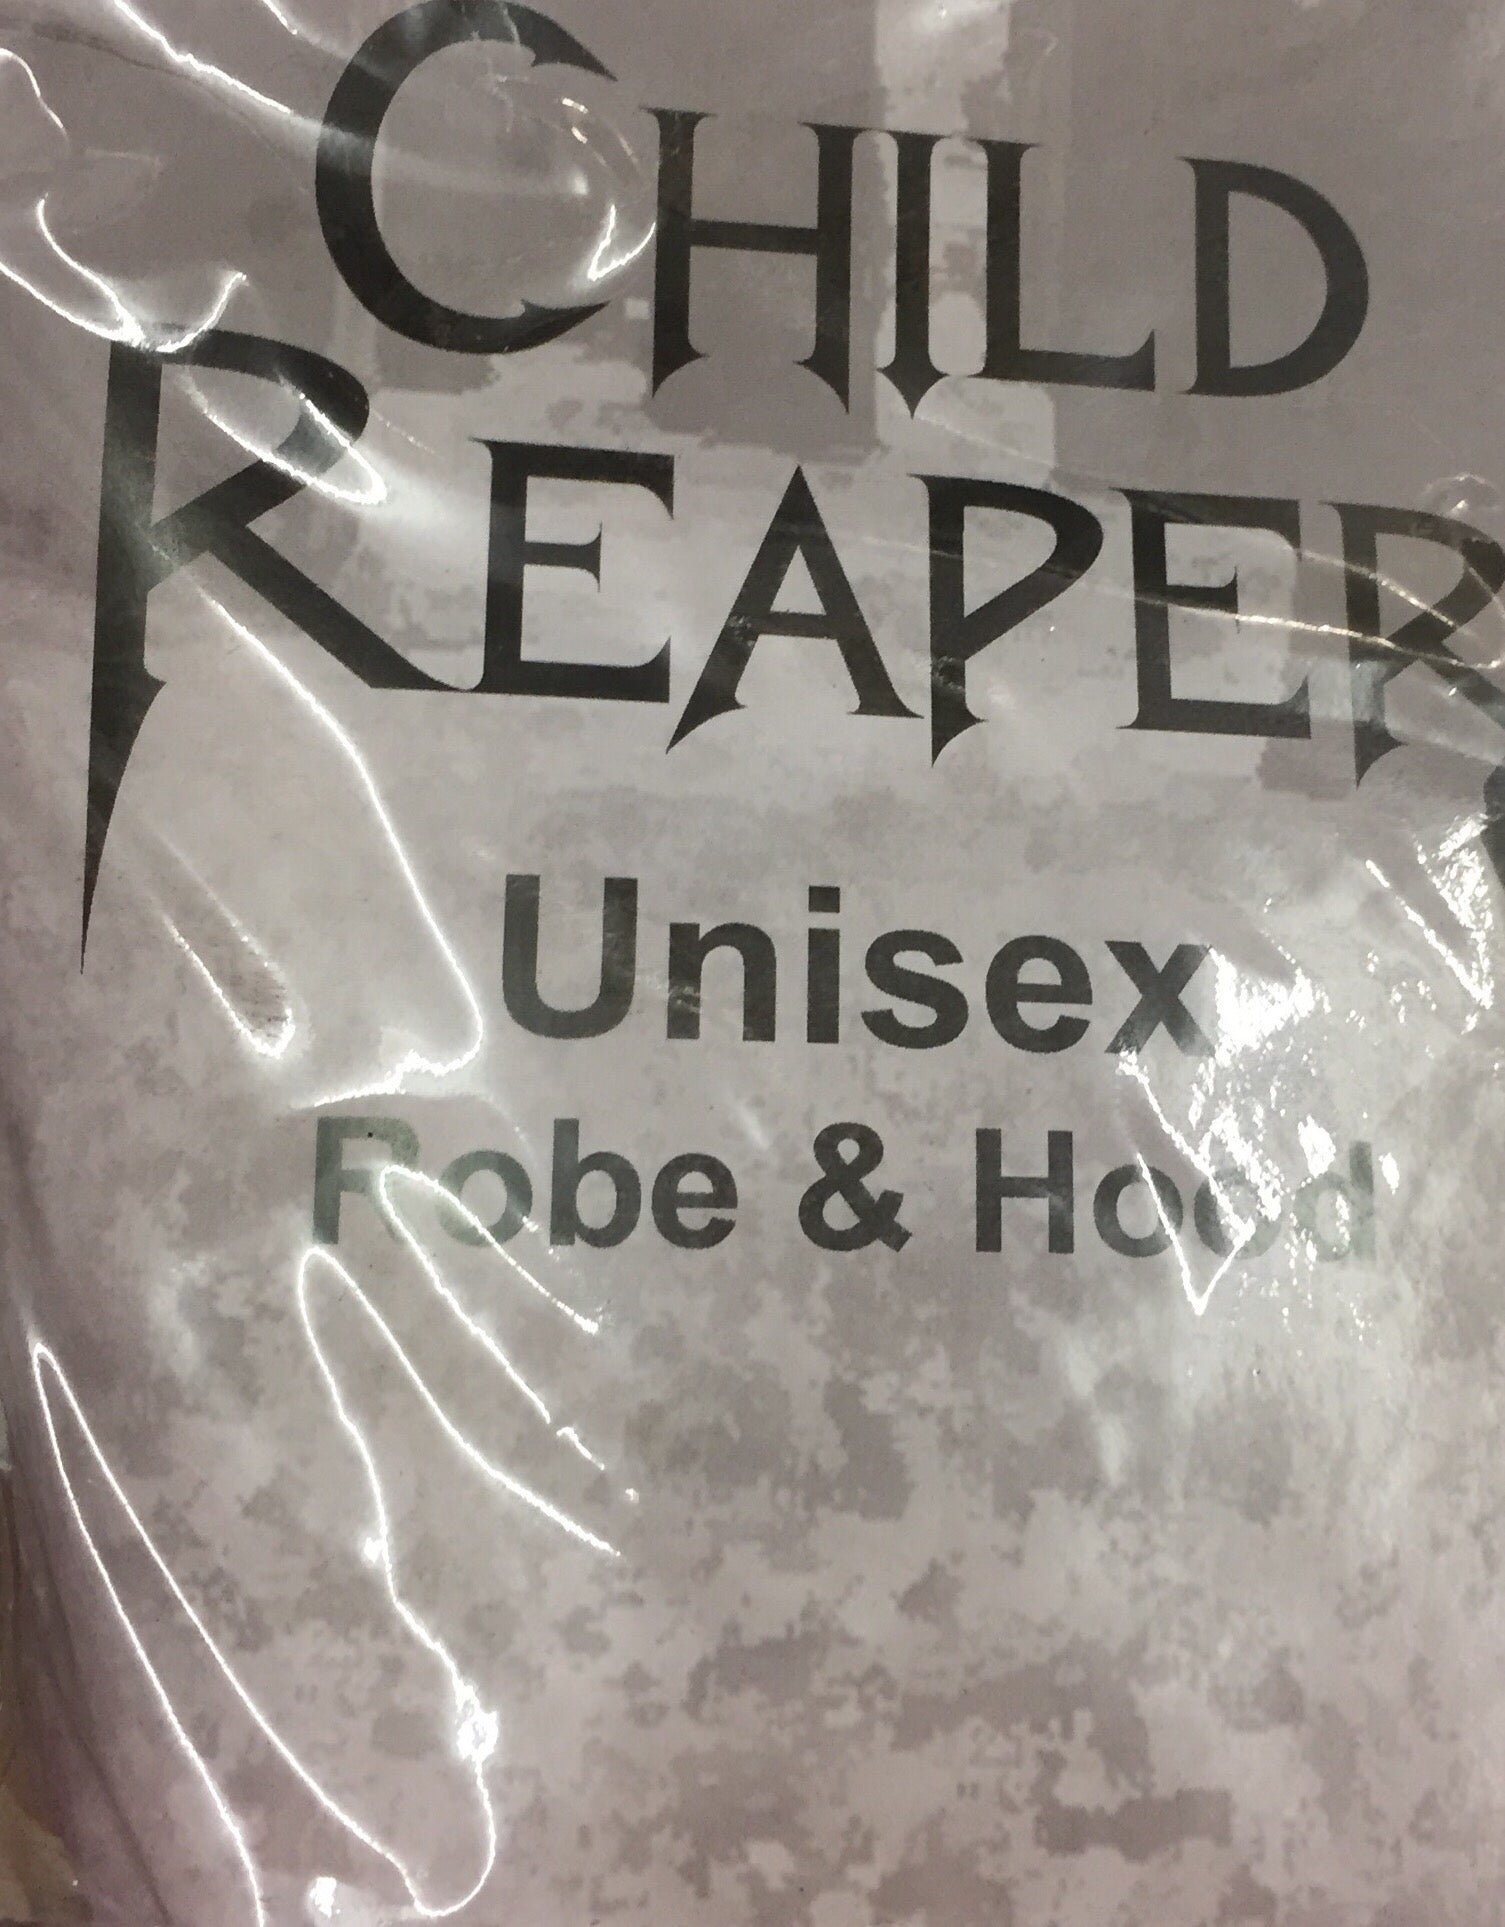 CHILD
REAPER
Unisex
Robe & Hood